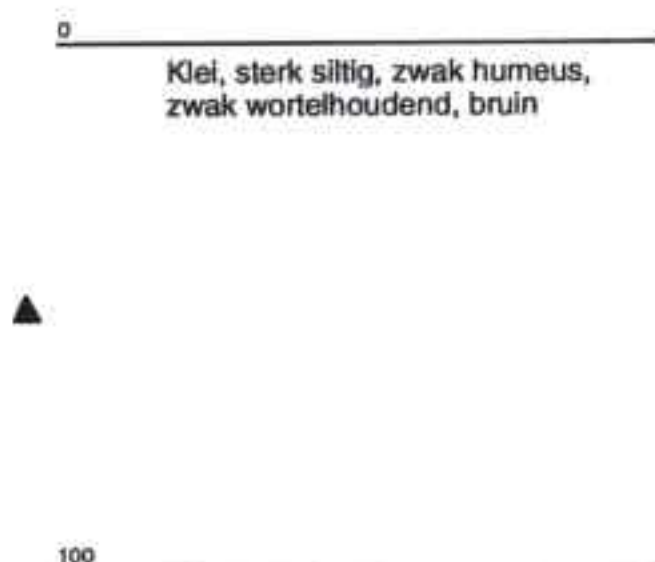 0
Klei, sterk siltig, zwak humeus,
zwak wortelhoudend, bruin
100